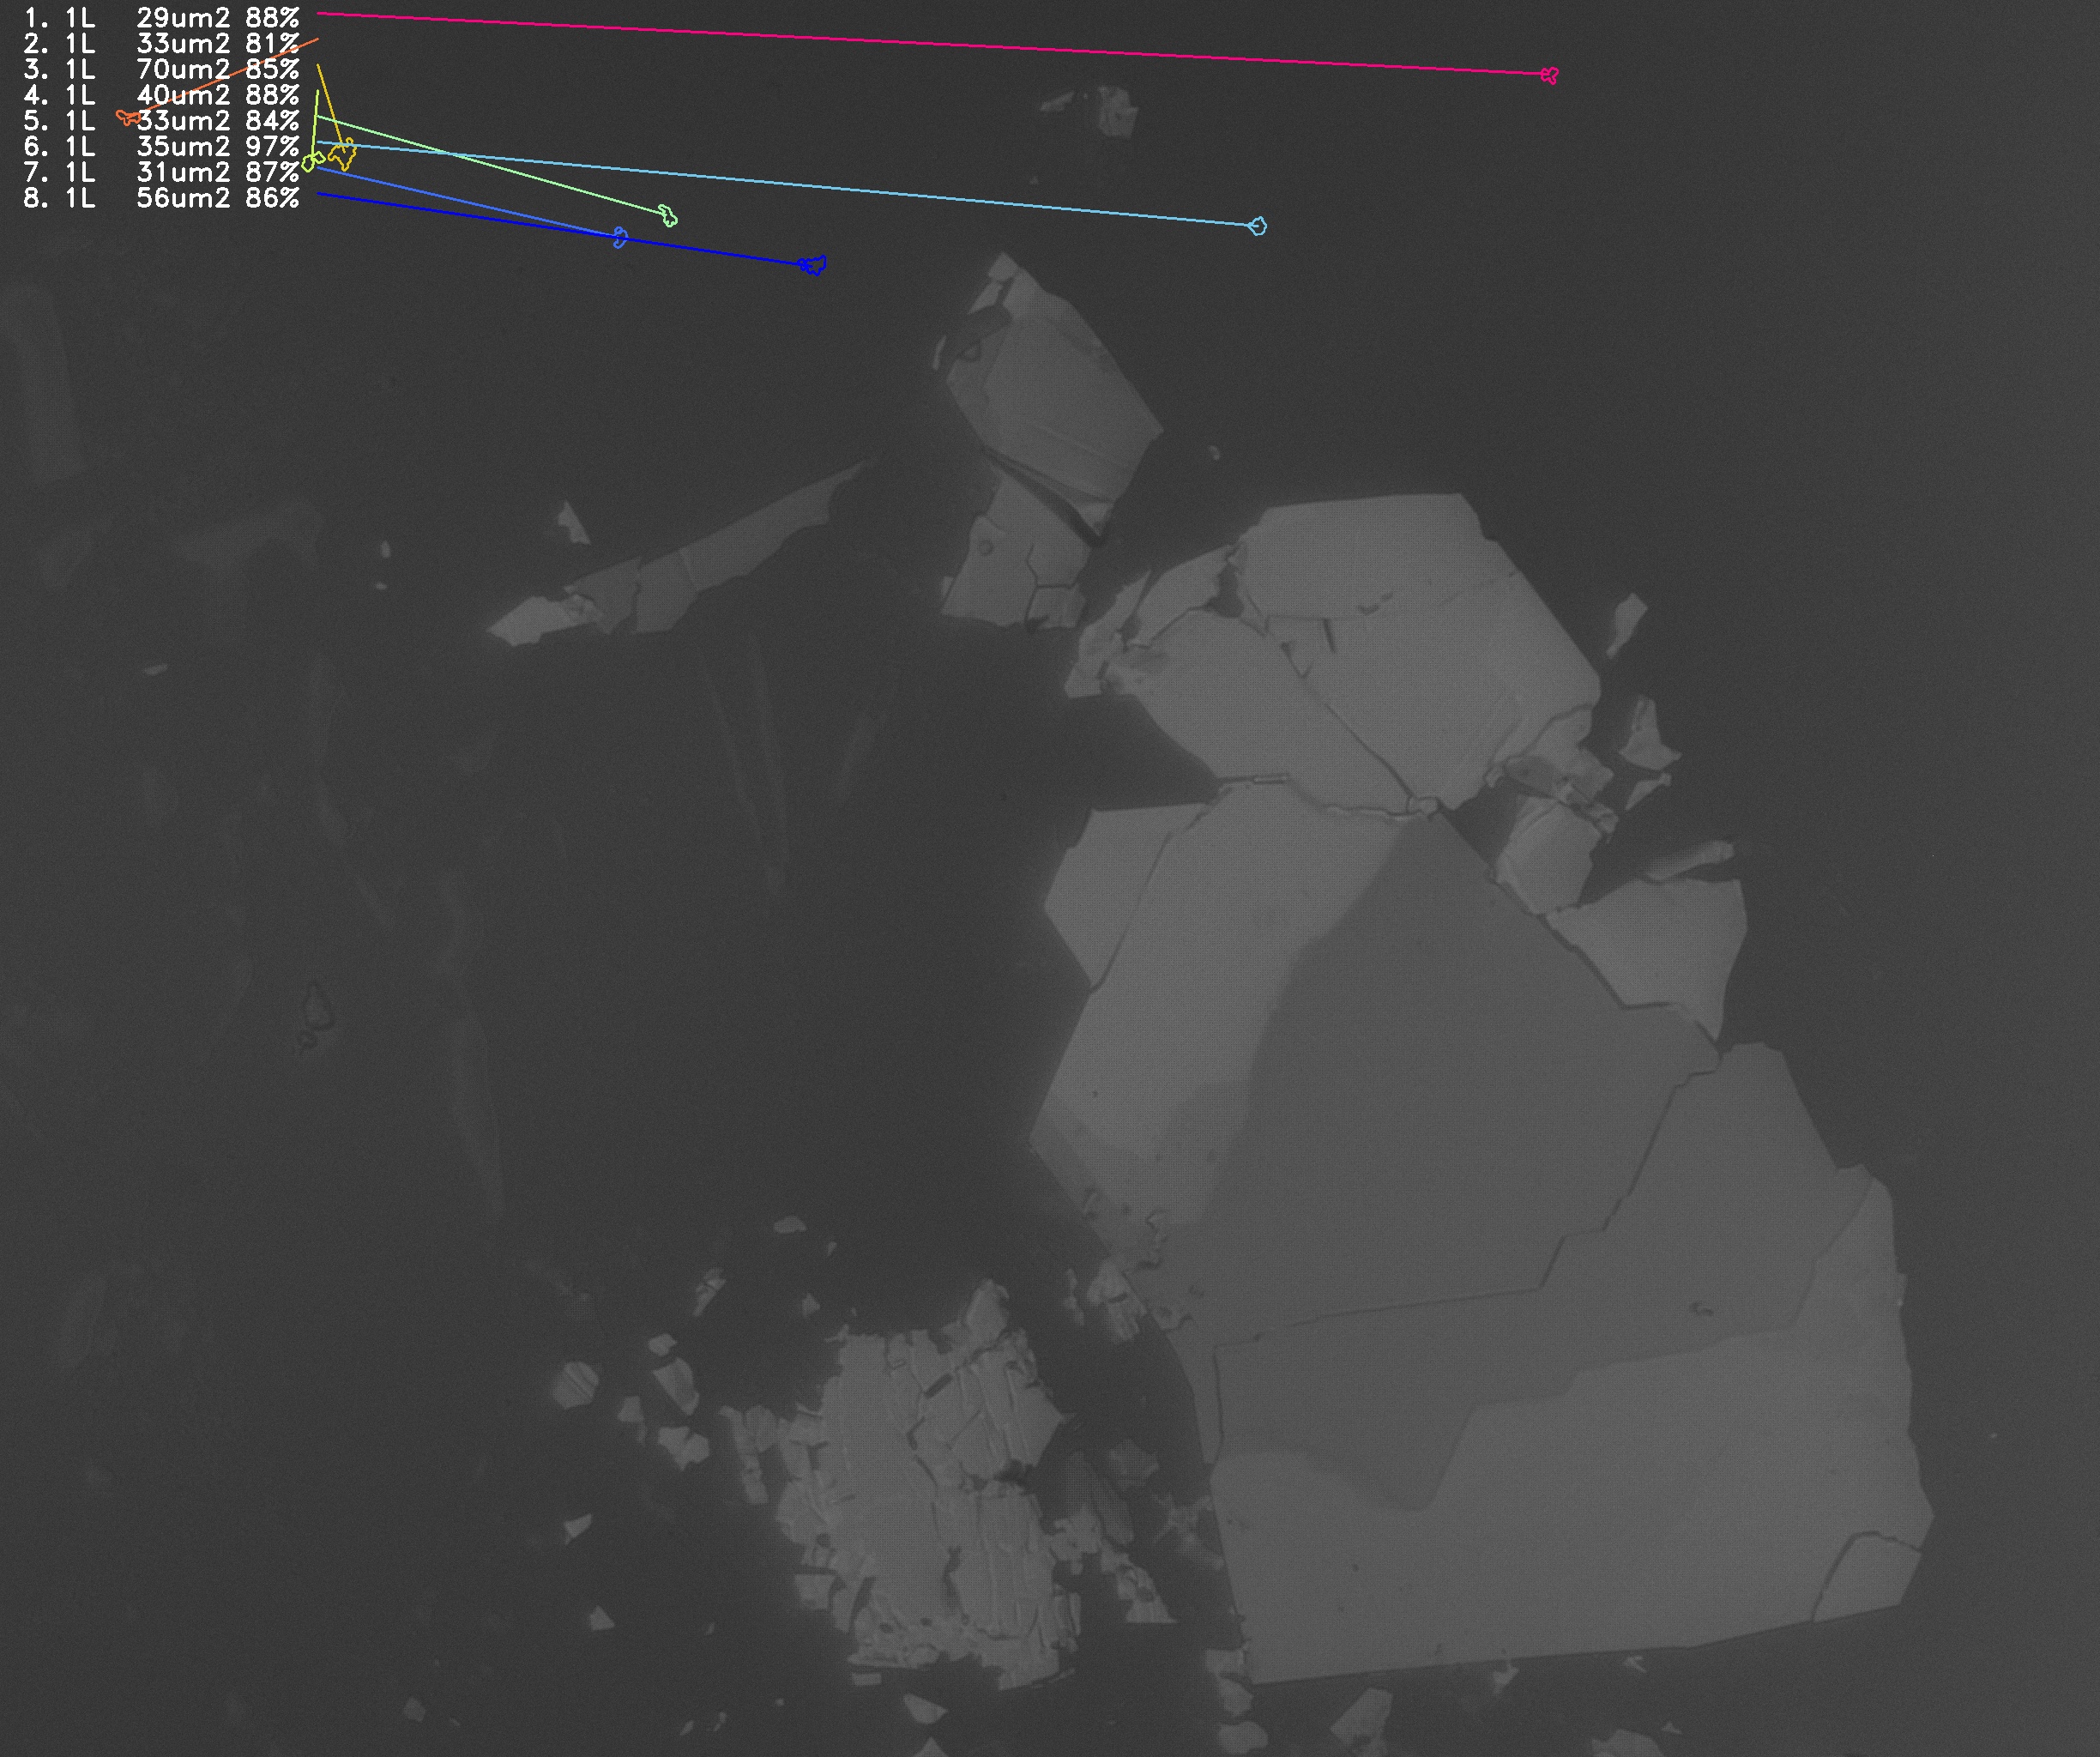 1. 1L 29um2 88%
2. 1L 33um2 81%
3. 1L 70um2 85%
4. 1L 40um2 88%
5. 1L 33um2 84%
6. 1L 35um2 97%
7. 1L 31um2 87%
8. 1L 56um2 86%